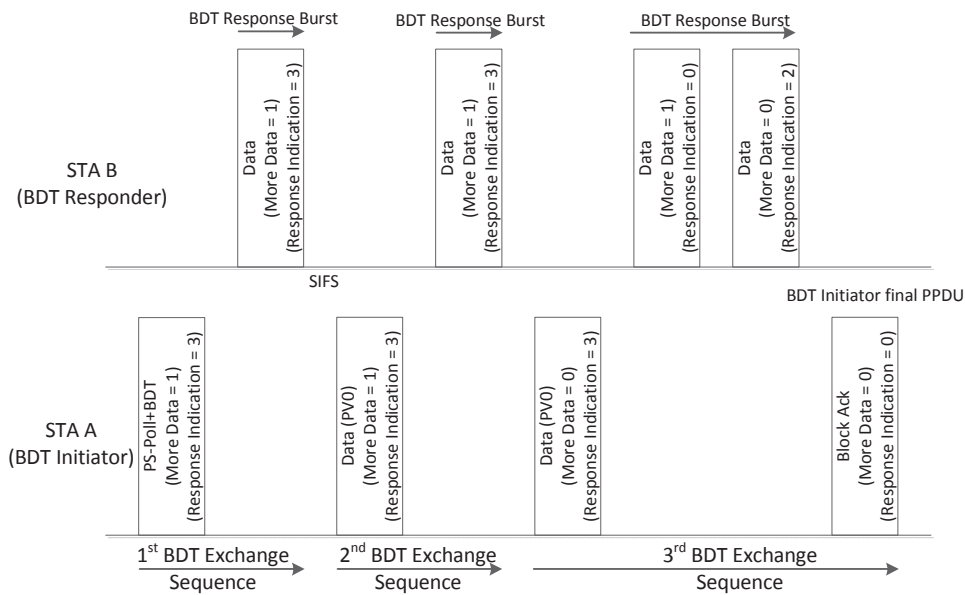 BDT Response Burst
BDT Response Burst
BDT Response Burst
Data
(More Data = 1)
(Response Indication = 3)
Data
(More Data = 1)
(Response Indication = 3)
Data
(More Data = 1)
(Response Indication = 0)
Data
(More Data = 0)
(Response Indication = 2)
STA B
(BDT Responder)
SIFS
BDT Initiator final PPDU
PS-Poll+BDT
(More Data = 1)
(Response Indication = 3)
Data (PV0)
(More Data = 1)
(Response Indication = 3)
Data (PV0)
(More Data = 0)
(Response Indication = 3)
Block Ack
(More Data = 0)
(Response Indication = 0)
STA A
(BDT Initiator)
1st BDT Exchange
Sequence
2nd BDT Exchange
Sequence
3rd BDT Exchange
Sequence